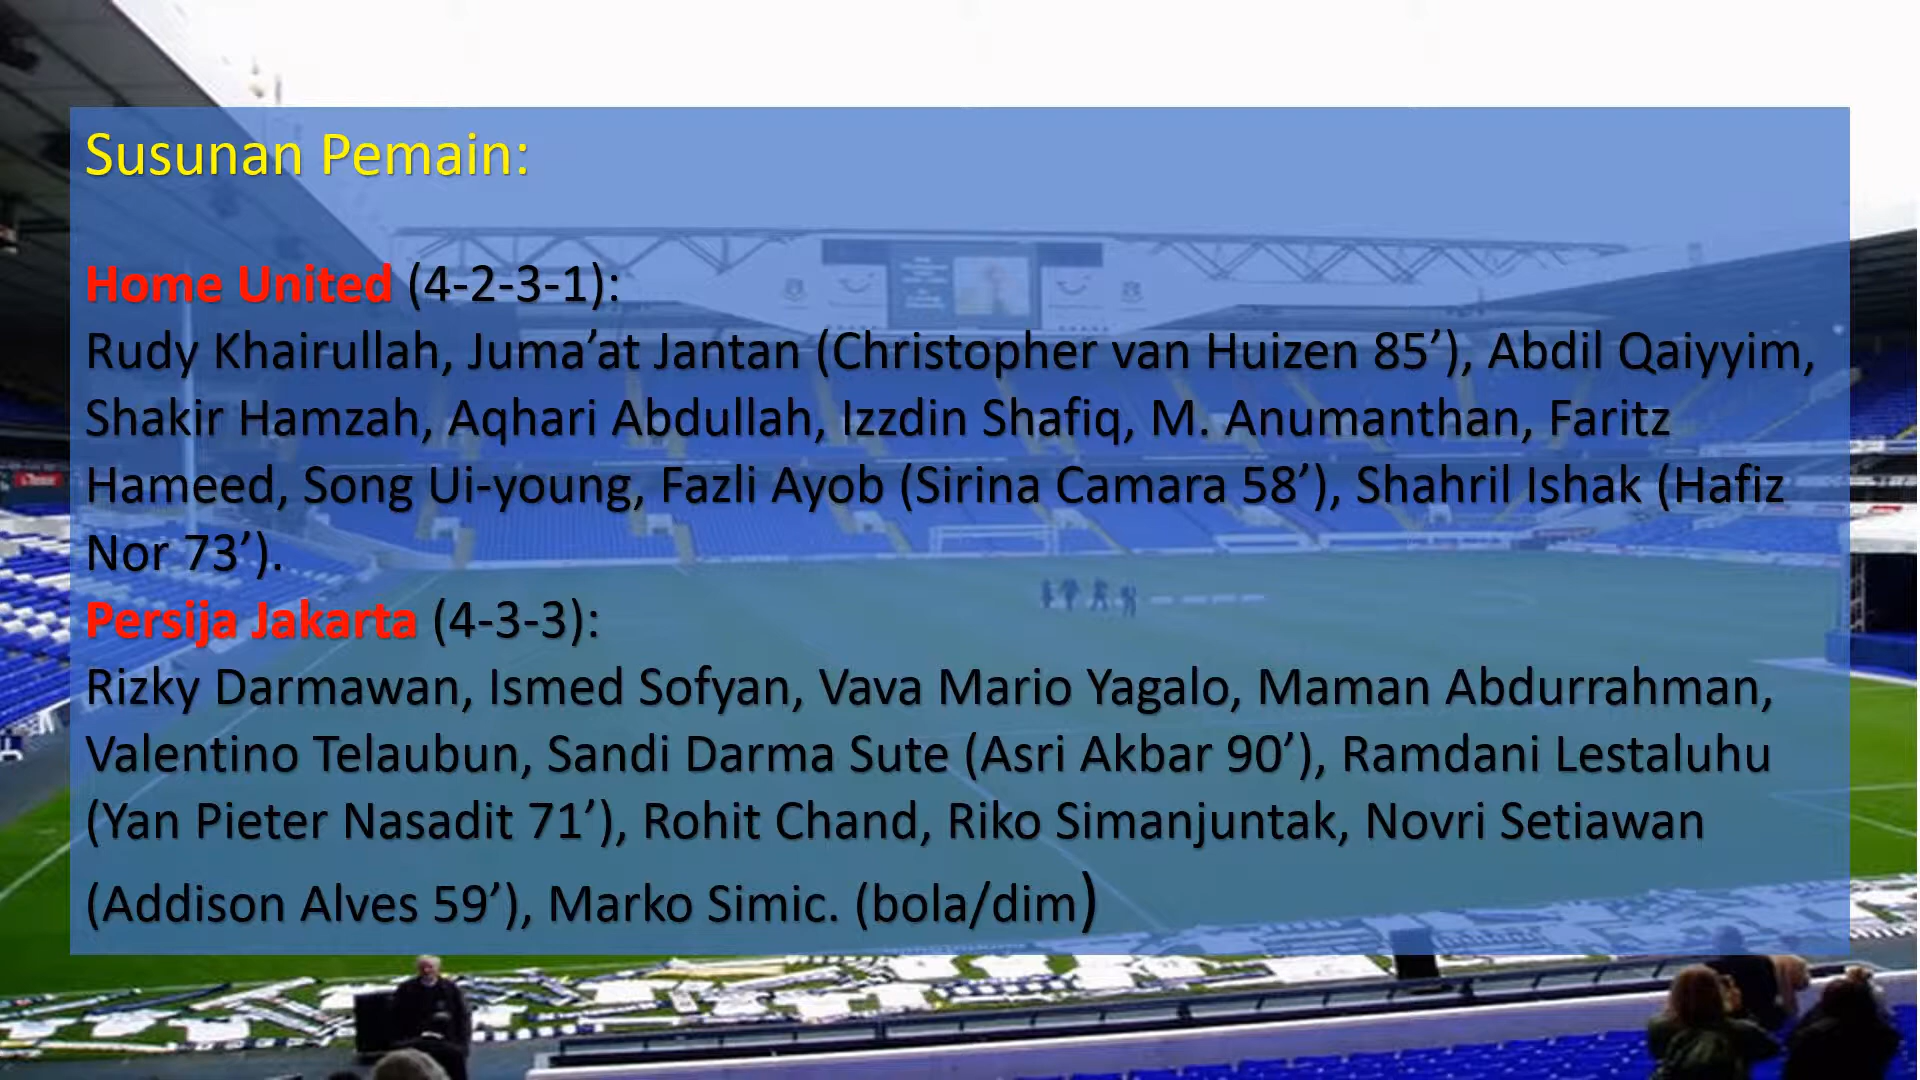 Susunan Pemain:
Home United (4-2-3-1):
Rudy Khairullah, Juma’at Jantan (Christopher van Huizen 85’), Abdil Qaiyyim,
Shakir Hamzah, Aqhari Abdullah, Izzdin Shafiq, M. Anumanthan, Faritz
Hameed, Song Ui-young, Fazli Ayob (Sirina Camara 58’), Shahril Ishak (Hafiz
Nor 73’).
Persija Jakarta (4-3-3):
Rizky Darmawan, Ismed Sofyan, Vava Mario Yagalo, Maman Abdurrahman,
Valentino Telaubun, Sandi Darma Sute (Asri Akbar 90’), Ramdani Lestaluhu
(Yan Pieter Nasadit 71’), Rohit Chand, Riko Simanjuntak, Novri Setiawan
(Addison Alves 59’), Marko Simic. (bola/dim)